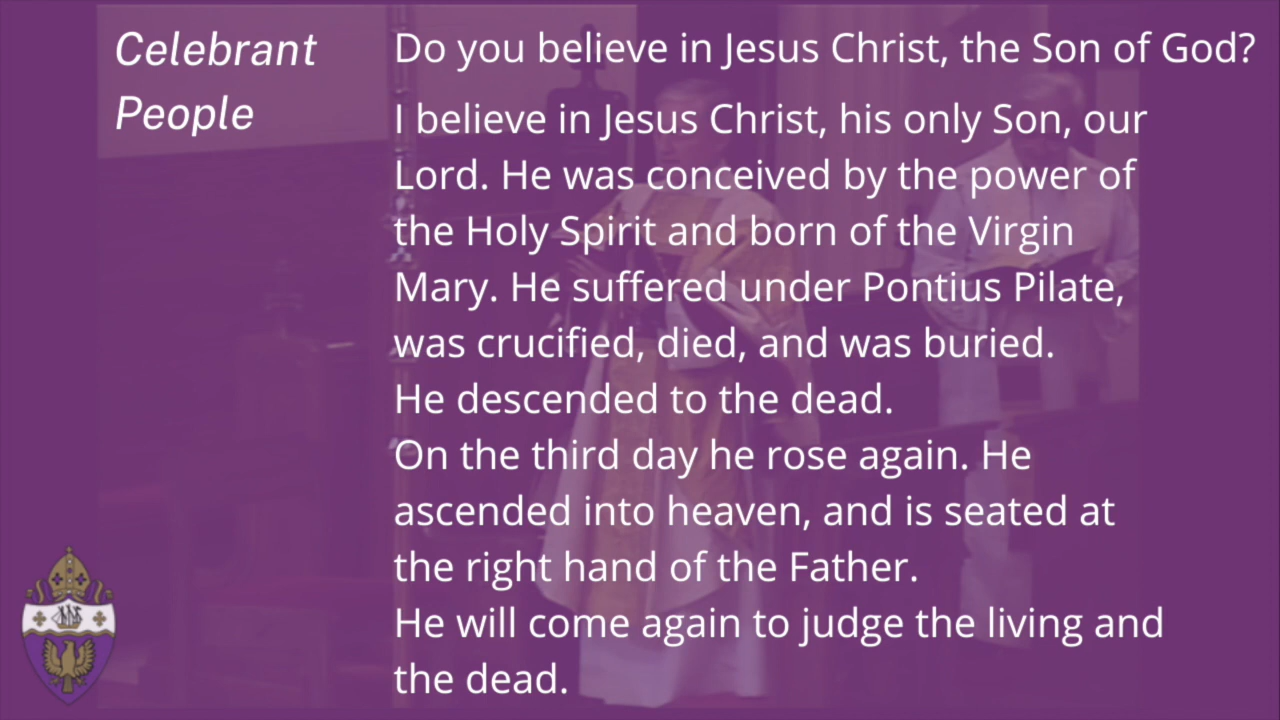 Celebrant Do you believe in Jesus Christ, the Son of God?
People I believe in Jesus Christ, his only Son, our
Lord. He was conceived by the power of
the Holy Spirit and born of the Virgin
Mary. He suffered under Pontius Pilate,
was crucified, died, and was buried.
He descended to the dead.
On the third day he rose again. He
ascended into heaven, and is seated at
the right hand of the Father.
He will come again to judge the living and
the dead.